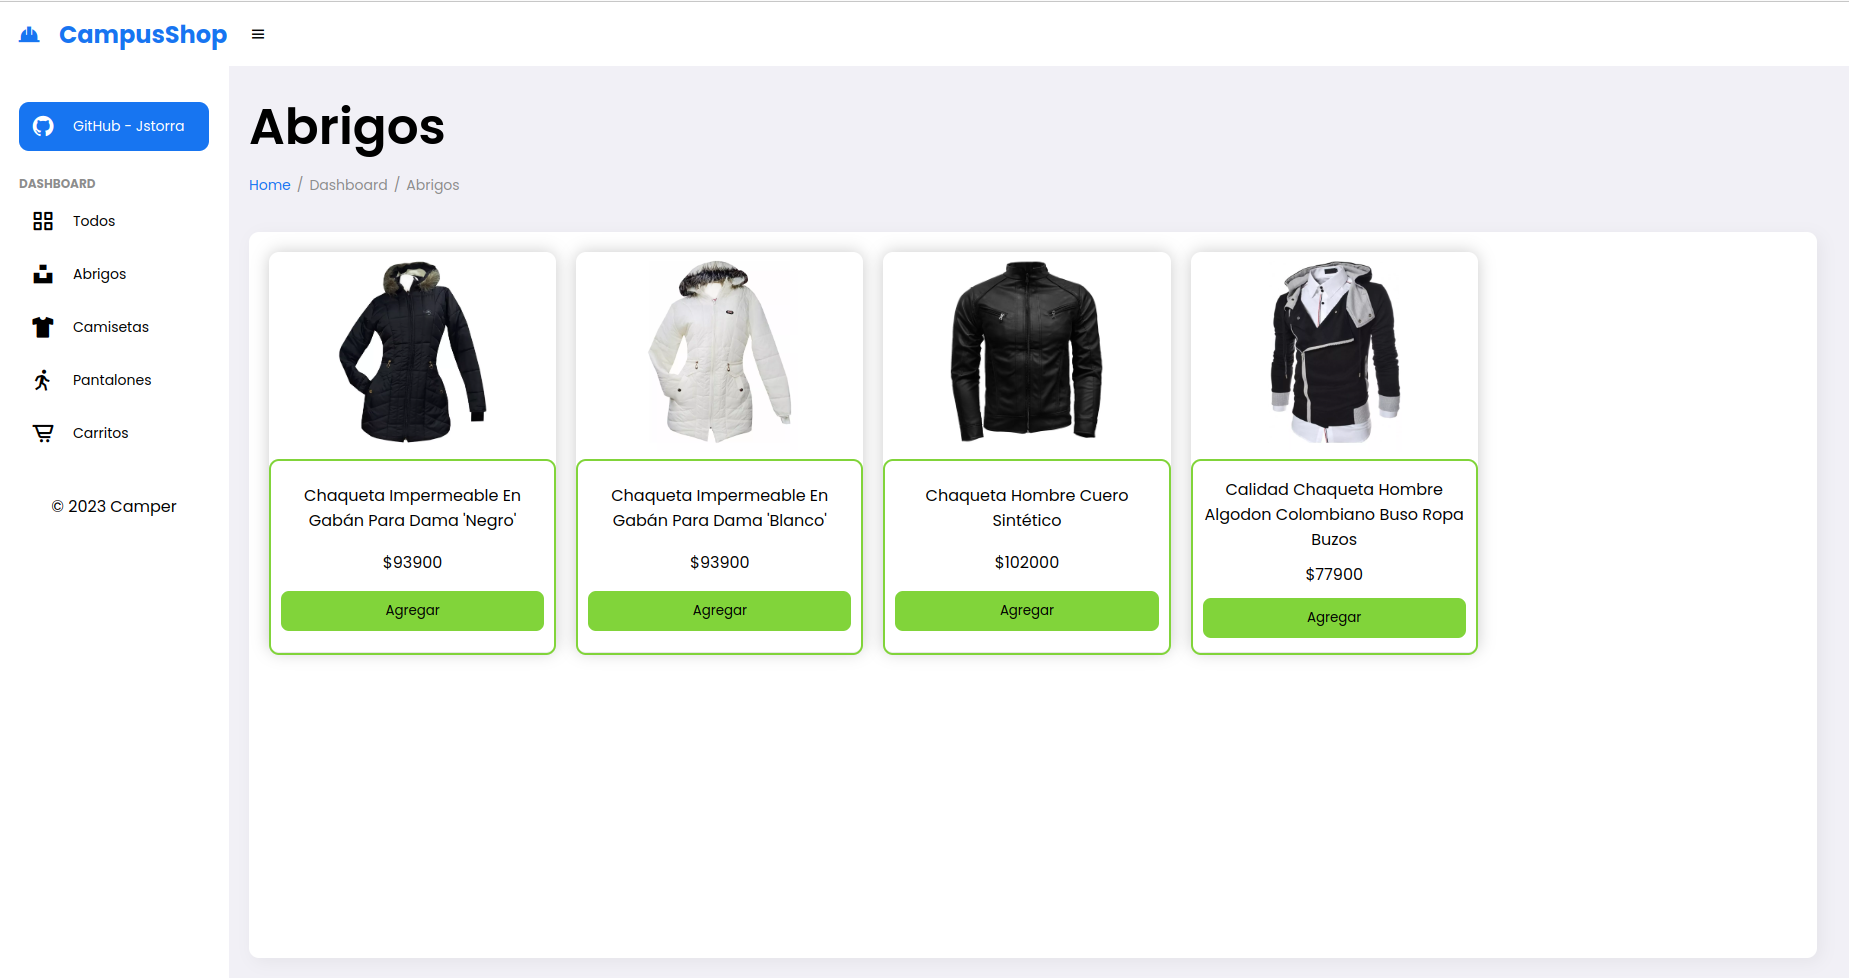 CampusShop
GitHub - Jstorra
DASHBOARD
Todos
Abrigos
Camisetas
Pantalones
Carritos
© 2023 Camper
Abrigos
Home / Dashboard / Abrigos
Chaqueta Impermeable En
Gabán Para Dama 'Negro'
$93900
Agregar
Chaqueta Impermeable En
Gabán Para Dama 'Blanco'
$93900
Agregar
Chaqueta Hombre Cuero
Sintético
$102000
Agregar
Calidad Chaqueta Hombre
Algodon Colombiano Buso Ropa
Buzos
$77900
Agregar